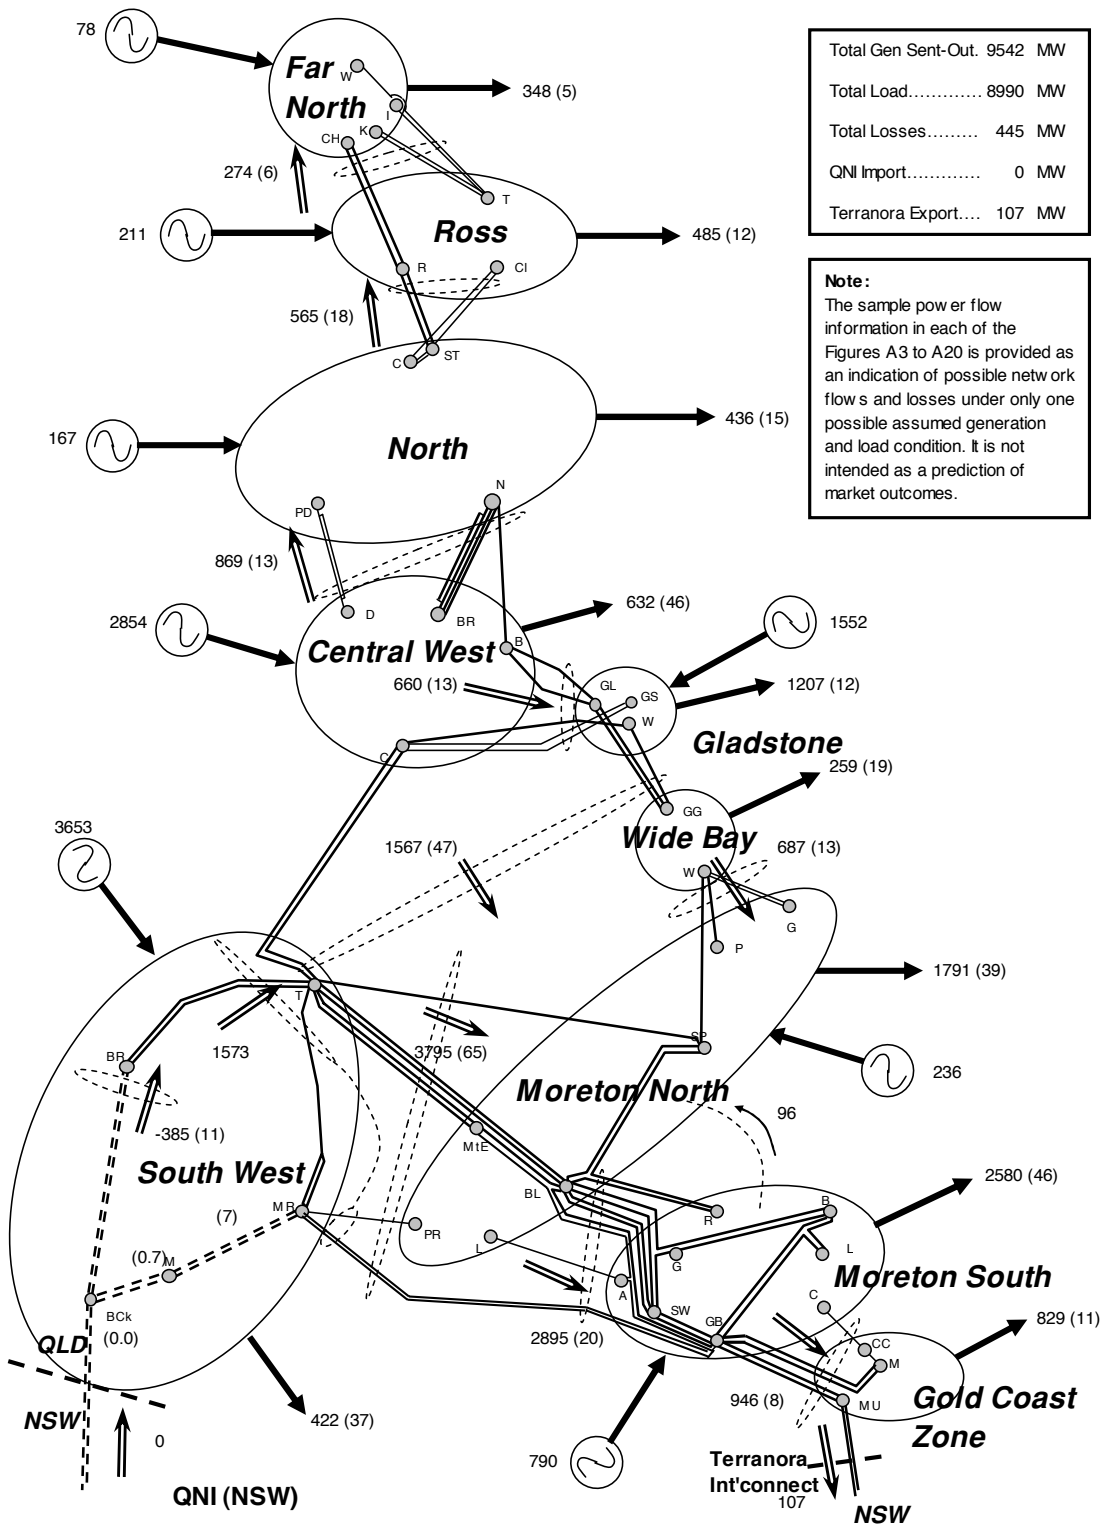 78
Far
North
W
I
K
CH
348 (5)
274 (6)
T
211
Ross
485 (12)
R
CI
565 (18)
C
ST
167
North
436 (15)
N
PD
869 (13)
2854
D
BR
632 (46)
1552
Central West
B
660 (13)
GL
GS
1207 (12)
W
C
Gladstone
259 (19)
GG
3653
Wide Bay
1567 (47)
687 (13)
W
G
P
1791 (39)
T
SP
1573
3795 (65)
BR
236
-385 (11)
Moreton North
96
MtE
South West
2580 (46)
BL
B
(7)
MR
R
PR
L
G
L
(0.7)
M
Moreton South
A
C
BCk
SW
(0.0)
GB
829 (11)
QLD
2895 (20)
CC
M
946 (8)
MU
Gold Coast
Zone
NSW
422 (37)
0
790
Terranora
Int'connect
107
QNI (NSW)
NSW
Total Gen Sent-Out. 9542 MW
Total Load............. 8990 MW
Total Losses......... 445 MW
QNI Import............. 0 MW
Terranora Export.... 107 MW
Note:
The sample power flow
information in each of the
Figures A3 to A20 is provided as
an indication of possible network
flows and losses under only one
possible assumed generation
and load condition. It is not
intended as a prediction of
market outcomes.